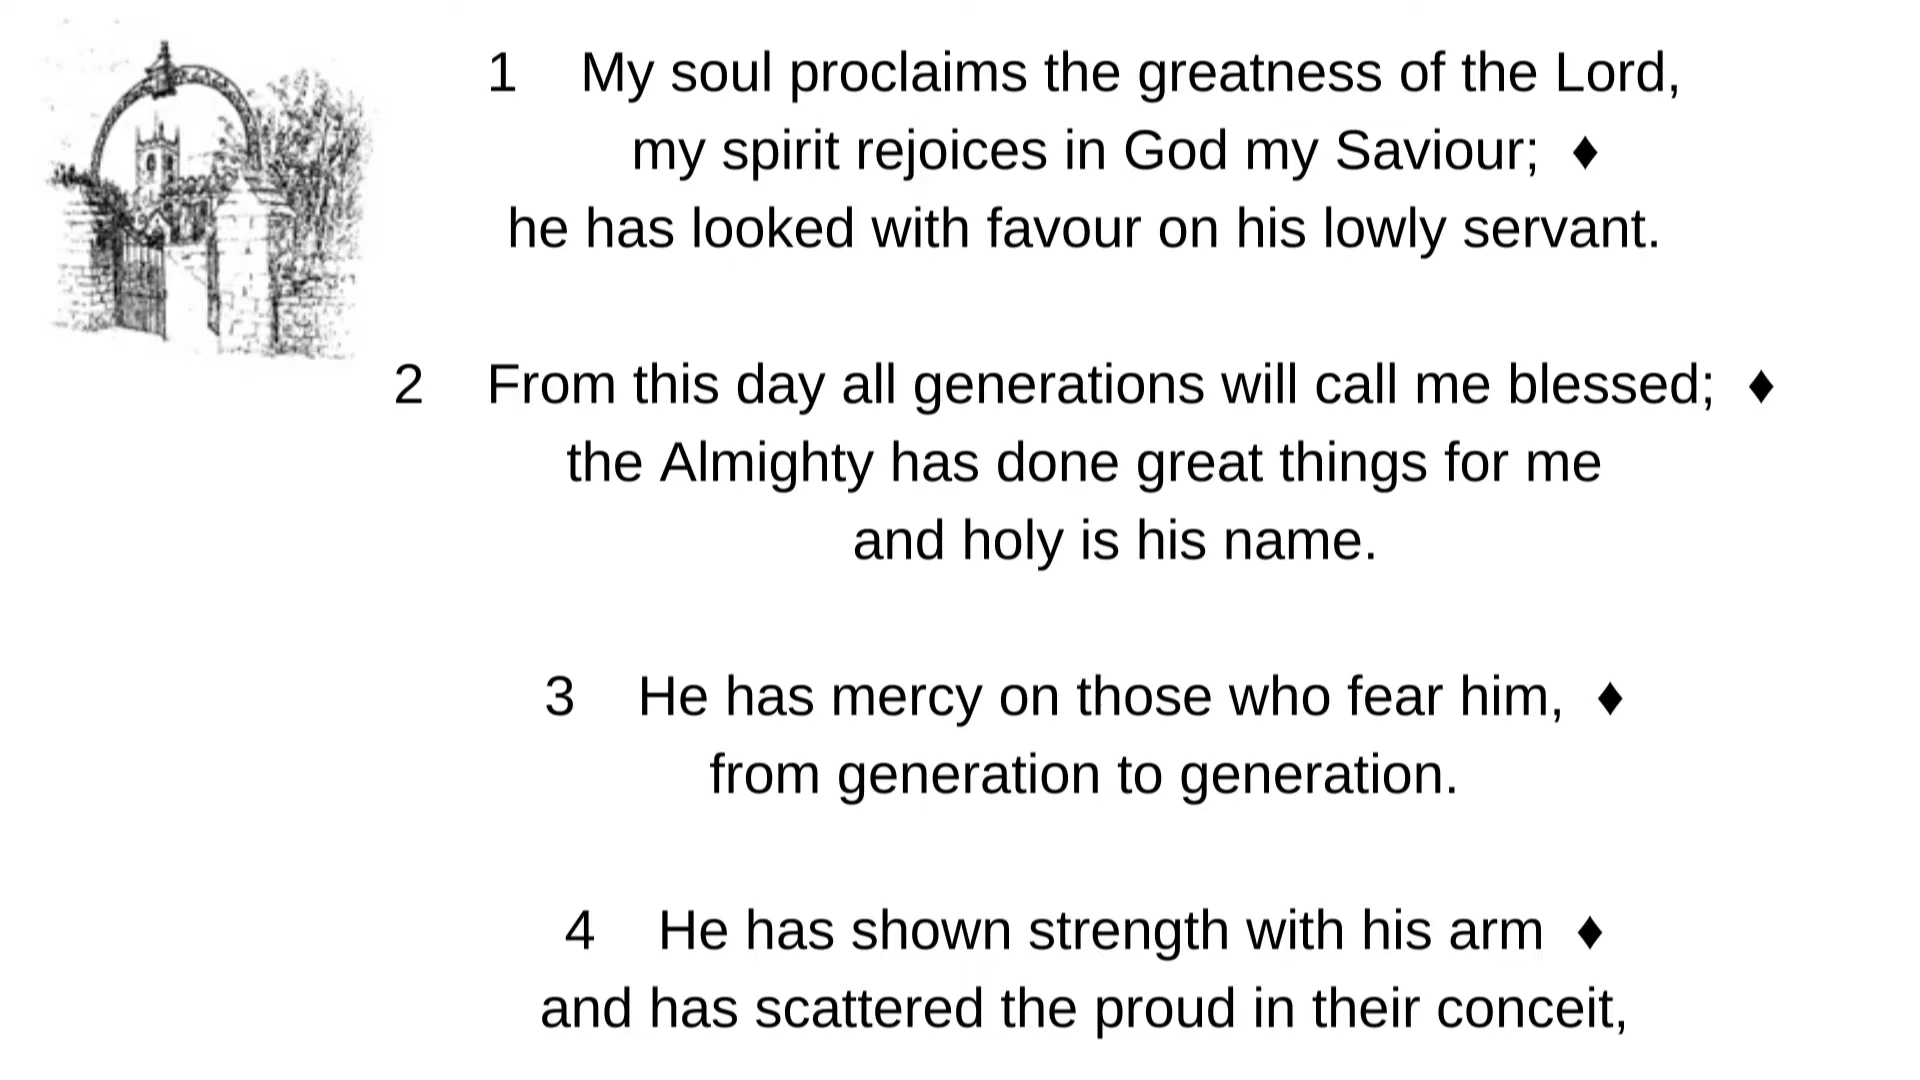 1 My soul proclaims the greatness of the Lord,
my spirit rejoices in God my Saviour; ♦
he has looked with favour on his lowly servant.
2 From this day all generations will call me blessed; ♦
the Almighty has done great things for me
and holy is his name.
3 He has mercy on those who fear him, ♦
from generation to generation.
4 He has shown strength with his arm ♦
and has scattered the proud in their conceit,